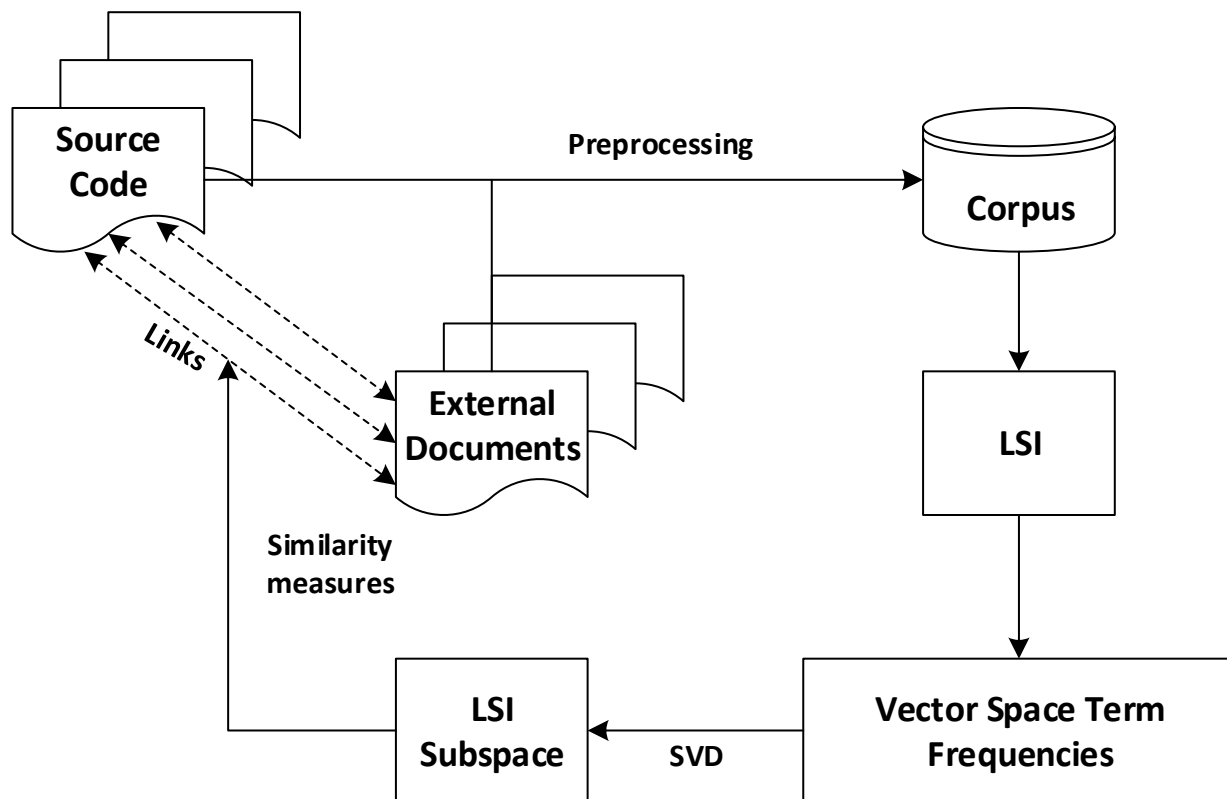 Source
Code
Preprocessing
Corpus
Links
External
Documents
LSI
Similarity
measures
LSI
Subspace
SVD
Vector Space Term
Frequencies